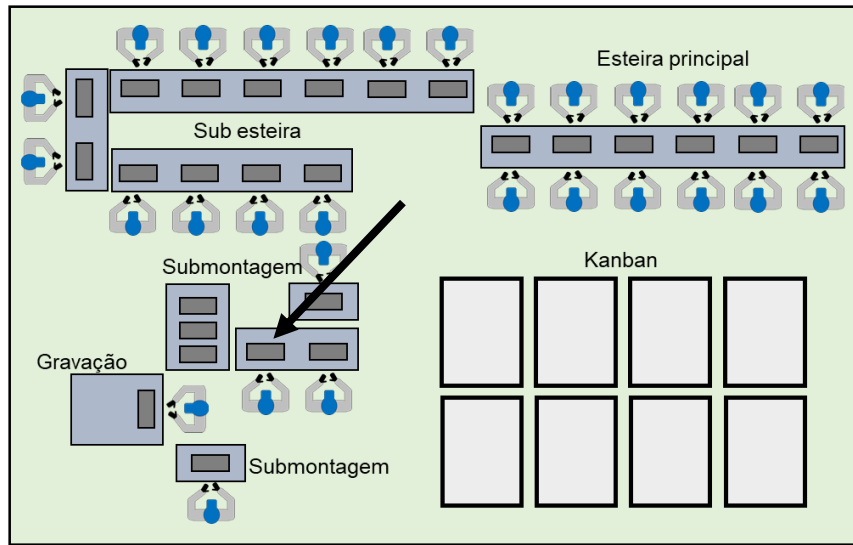 Esteira principal
Sub esteira
Submontagem
Kanban
Gravação
Submontagem